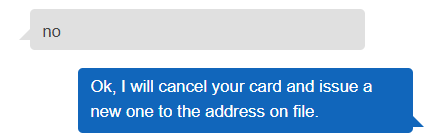 no
Ok, I will cancel your card and issue a
new one to the address on file.